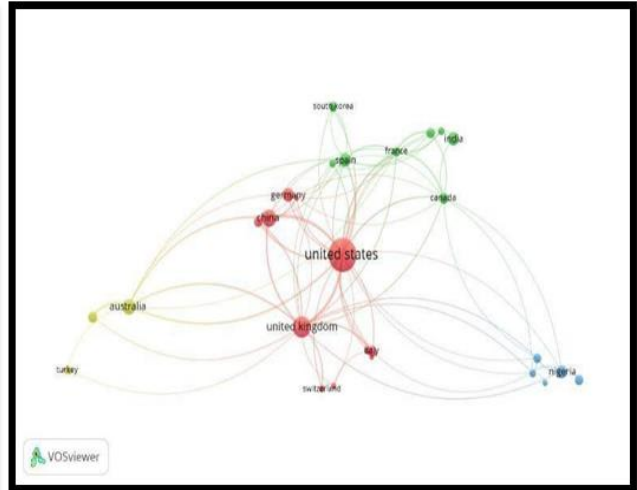 south korea
india
france
spain
germany
canada
china
united states
australia
united kingdom
italy
turkey
nigeria
switzerland
VOSviewer